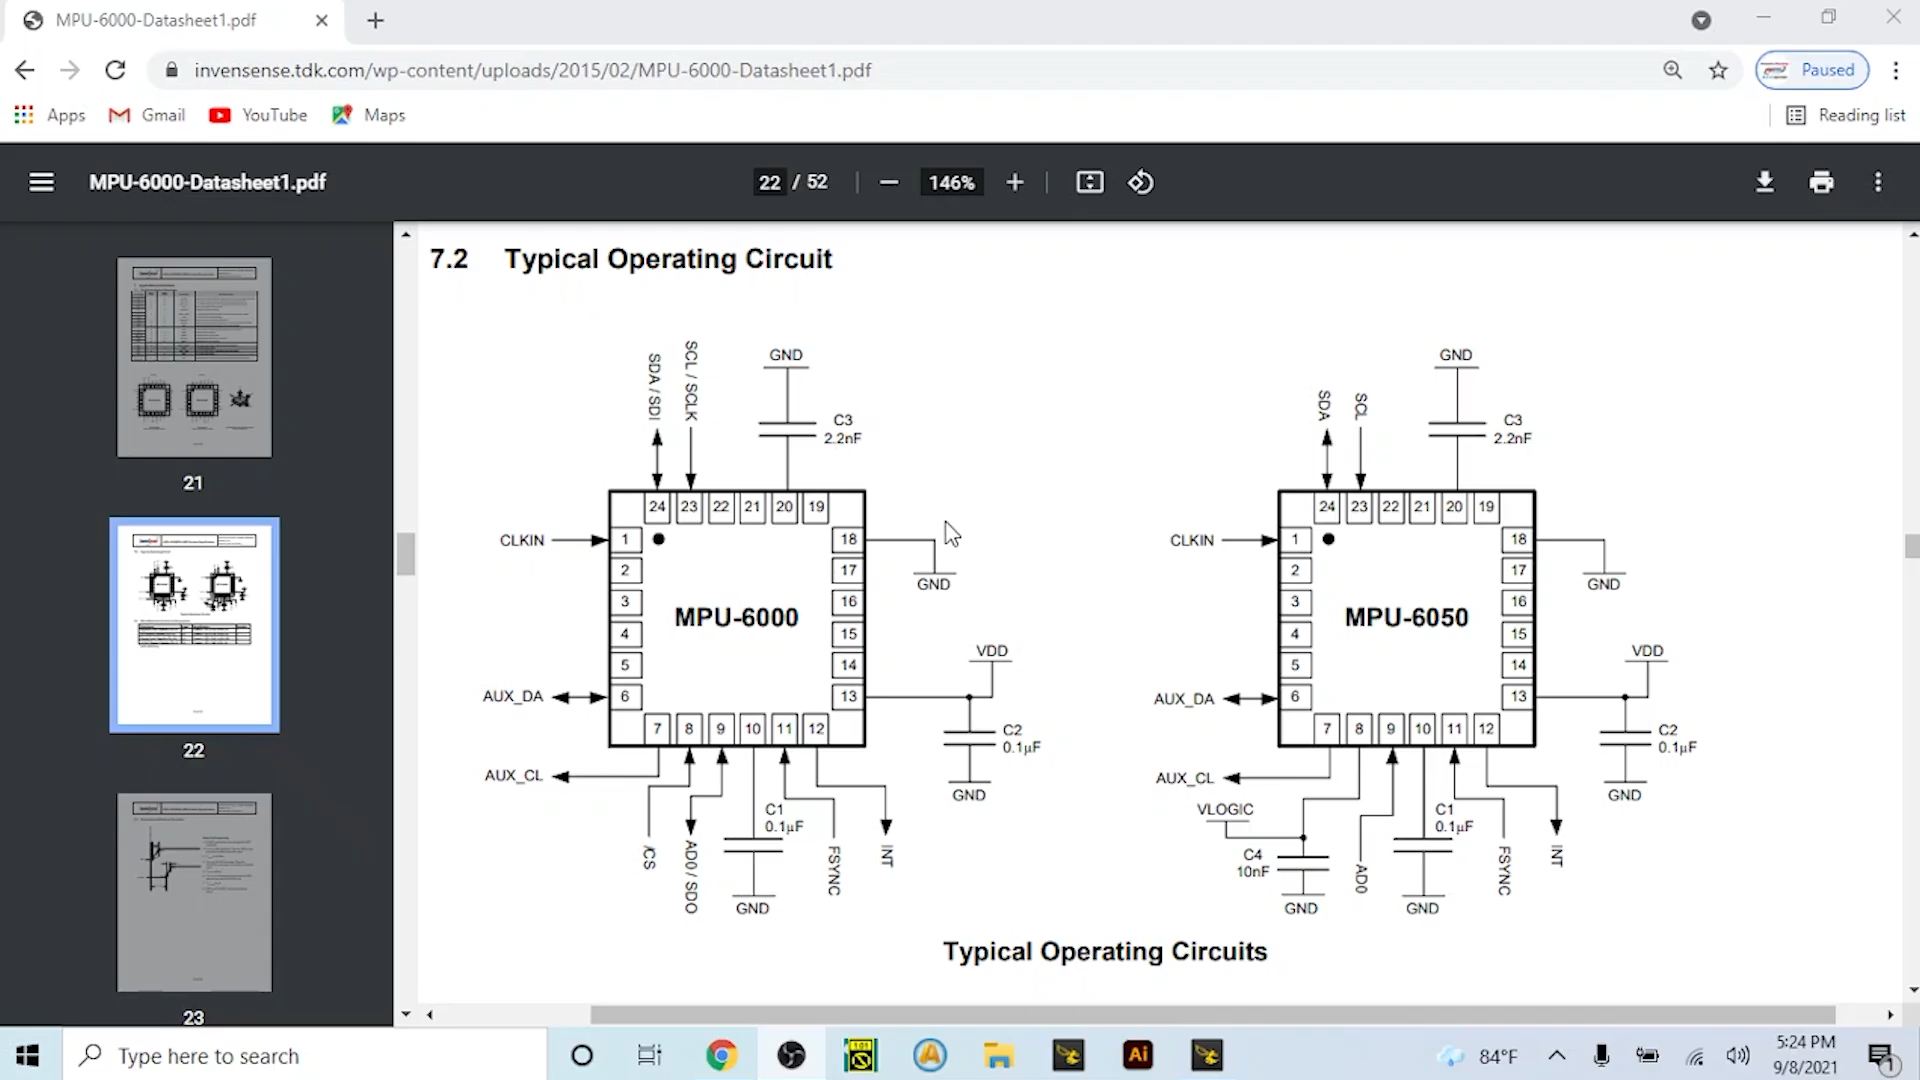 MPU-6000-Datasheet1.pdf
invensense.tdk.com/wp-content/uploads/2015/02/MPU-6000-Datasheet1.pdf
Paused
Apps
Gmail
YouTube
Maps
Reading list
MPU-6000-Datasheet1.pdf
22 / 52
146%
21
22
23
7.2 Typical Operating Circuit
SDA / SDI
SCL / SCLK
GND
C3
2.2nF
24 23 22 21 20 19
CLKIN
1
2
3
4
5
6
MPU-6000
18
17
16
15
14
13
GND
VDD
AUX_DA
7 8 9 10 11 12
C2
0.1µF
GND
AUX_CL
C1
0.1µF
/CS
AD0 / SDO
GND
FSYNC
INT
SDA
SCL
GND
C3
2.2nF
24 23 22 21 20 19
CLKIN
1
2
3
4
5
6
MPU-6050
18
17
16
15
14
13
GND
VDD
AUX_DA
7 8 9 10 11 12
C2
0.1µF
GND
AUX_CL
VLOGIC
C1
0.1µF
C4
10nF
GND
AD0
GND
FSYNC
INT
Typical Operating Circuits
Type here to search
101
Ai
84°F
5:24 PM
9/8/2021
1